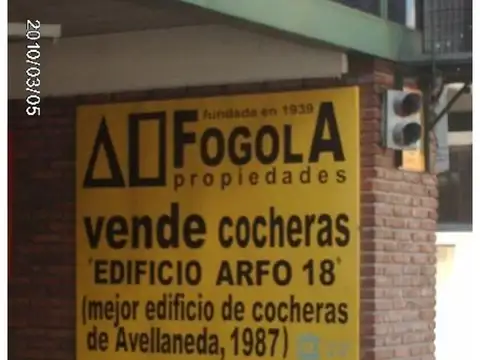 2010/03/05
fundada en 1939
FOGOLA
propiedades
vende cocheras
"EDIFICIO ARFO 18"
(mejor edificio de cocheras
de Avellaneda, 1987)